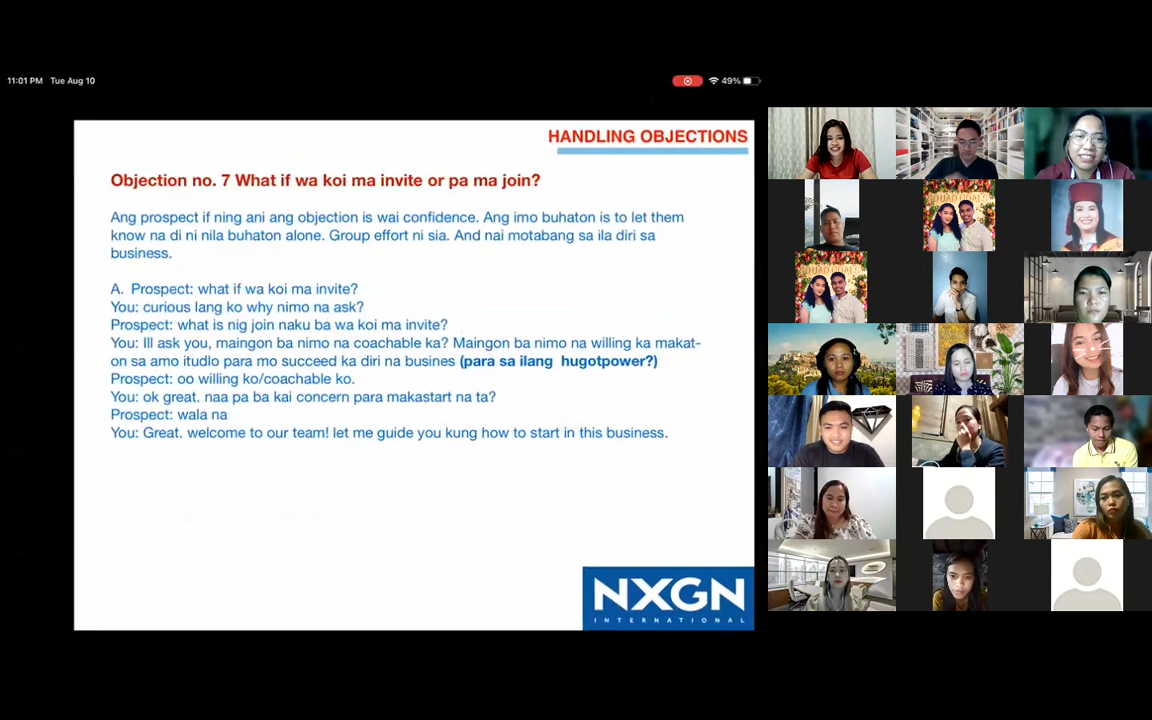 11:01 PM Tue Aug 10
49%
HANDLING OBJECTIONS
Objection no. 7 What if wa koi ma invite or pa ma join?
Ang prospect if ning ani ang objection is wai confidence. Ang imo buhaton is to let them
know na di ni nila buhaton alone. Group effort ni sia. And nai motabang sa ila diri sa
business.
A. Prospect: what if wa koi ma invite?
You: curious lang ko why nimo na ask?
Prospect: what is nig join naku ba wa koi ma invite?
You: Ill ask you, maingon ba nimo na coachable ka? Maingon ba nimo na willing ka makat-
on sa amo itudlo para mo succeed ka diri na busines (para sa ilang hugotpower?)
Prospect: oo willing ko/coachable ko.
You: ok great. naa pa ba kai concern para makastart na ta?
Prospect: wala na
You: Great. welcome to our team! let me guide you kung how to start in this business.
NXGN
INTERNATIONAL